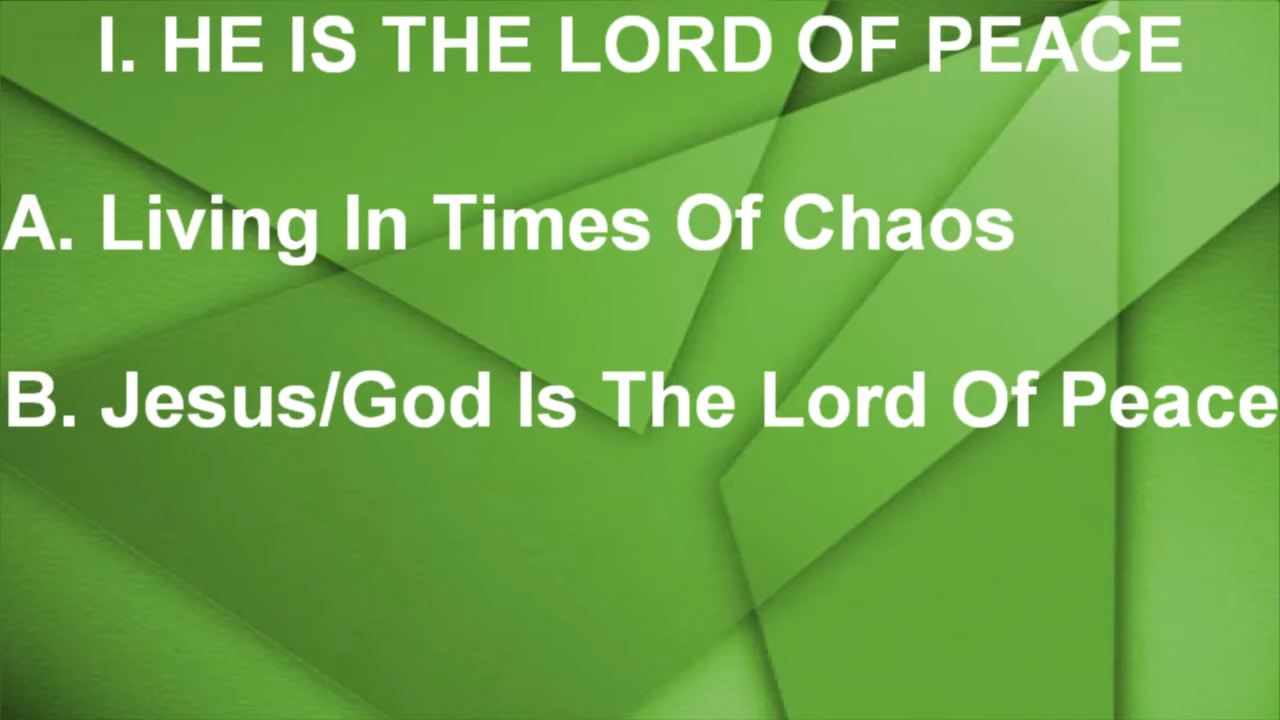 I. HE IS THE LORD OF PEACE
A. Living In Times Of Chaos
B. Jesus/God Is The Lord Of Peace